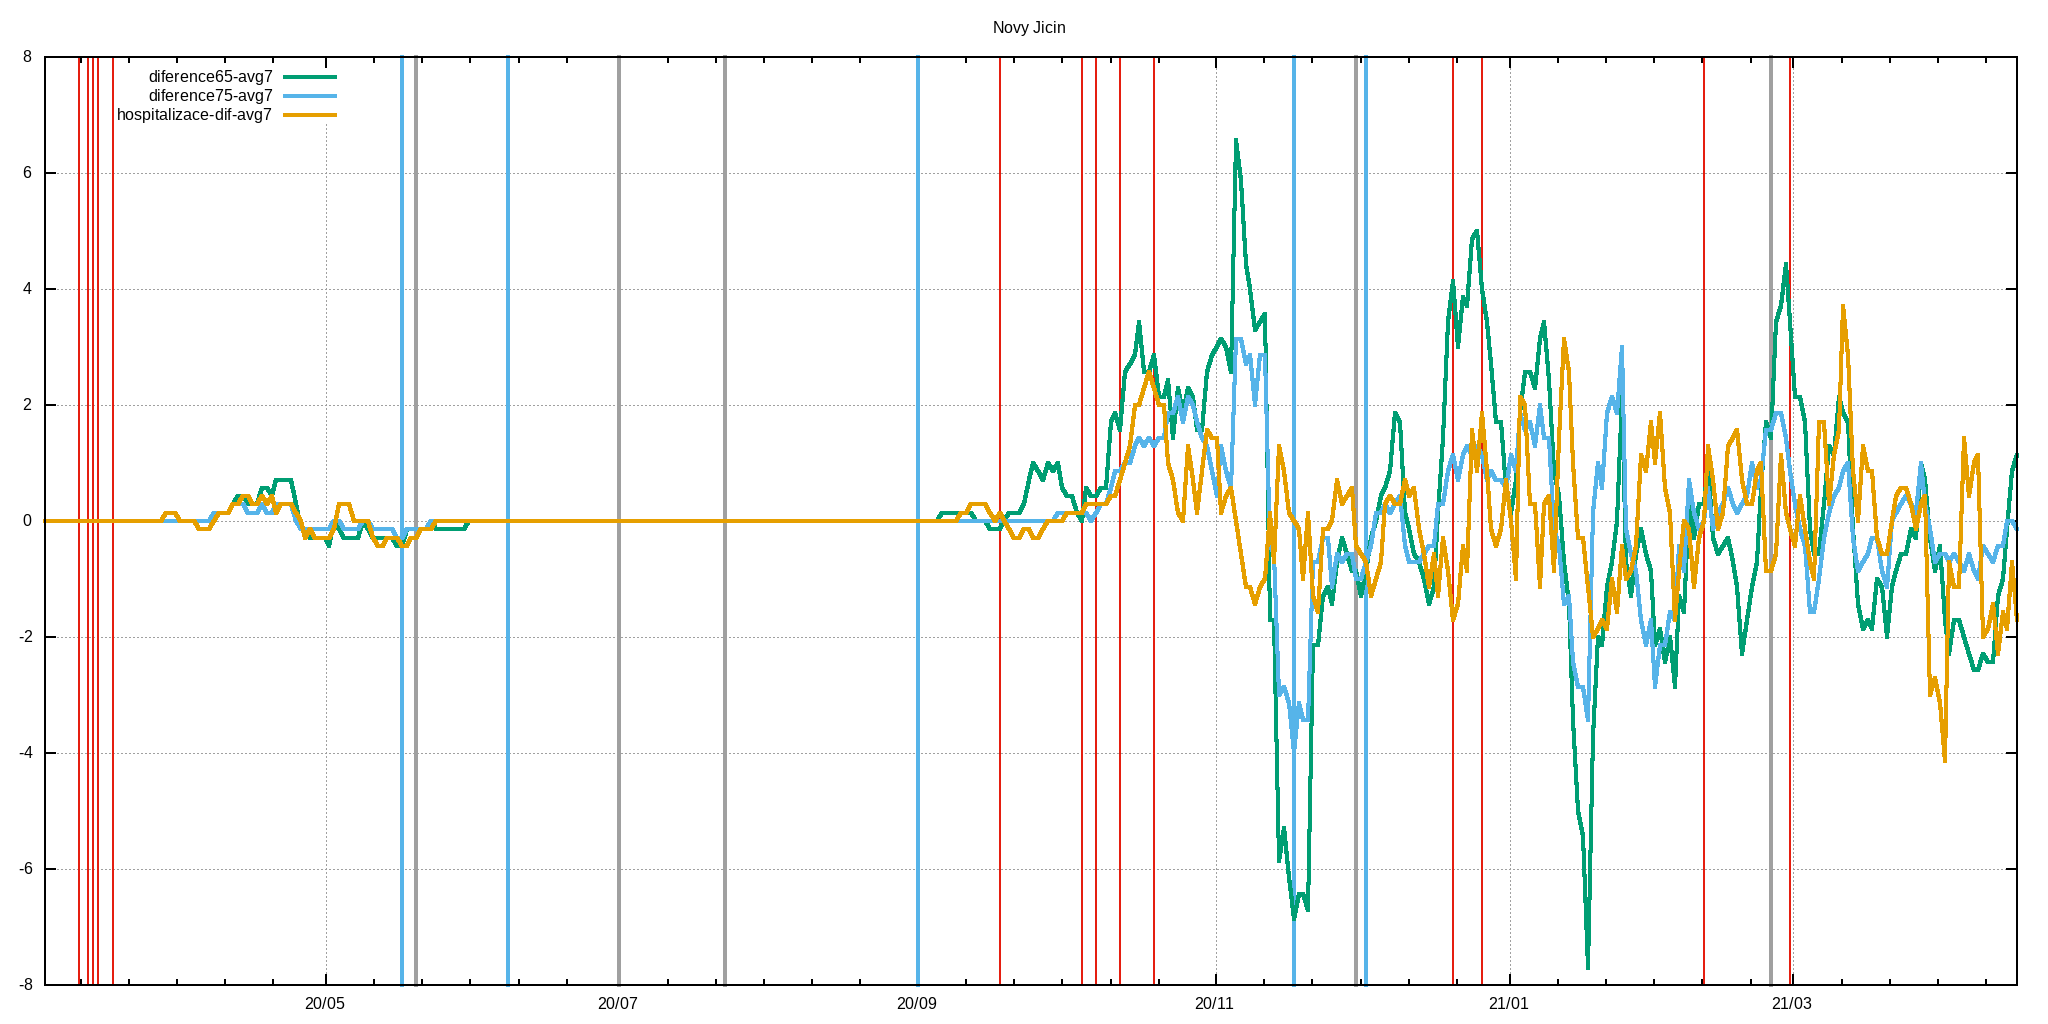 Novy Jicin
8
diference65-avg7
diference75-avg7
hospitalizace-dif-avg7
6
4
2
0
-2
-4
-6
-8
20/05 20/07 20/09 20/11 21/01 21/03